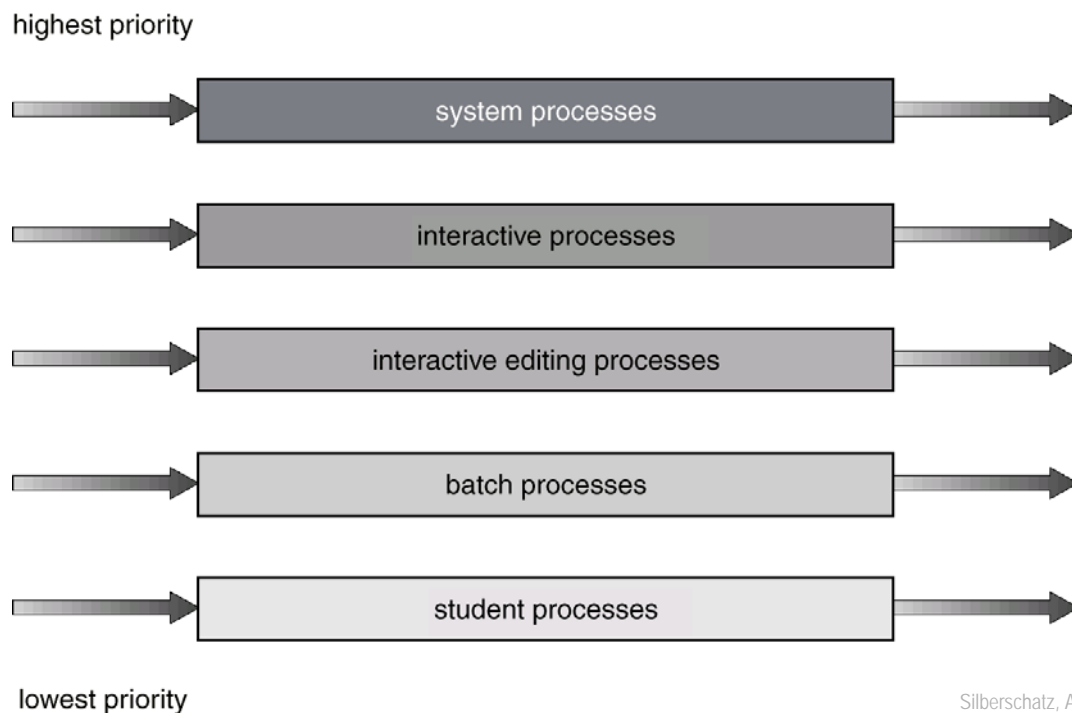 highest priority
system processes
interactive processes
interactive editing processes
batch processes
student processes
lowest priority
Silberschatz, A